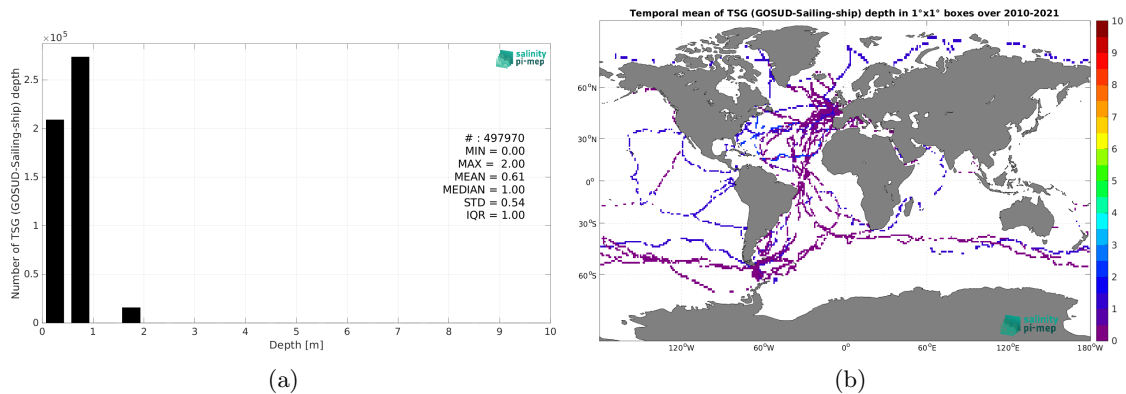 ×10⁵
2.5
2
1.5
1
0.5
0
0 1 2 3 4 5 6 7 8 9 10
Number of TSG (GOSUD-Sailing-ship) depth
Depth [m]
salinity
pi-mep
# : 497970
MIN = 0.00
MAX = 2.00
MEAN = 0.61
MEDIAN = 1.00
STD = 0.54
IQR = 1.00
(a)
Temporal mean of TSG (GOSUD-Sailing-ship) depth in 1°x1° boxes over 2010-2021
60°N
30°N
0°
30°S
60°S
120°W 60°W 0° 60°E 120°E 180°W
salinity
pi-mep
10
9
8
7
6
5
4
3
2
1
0
(b)